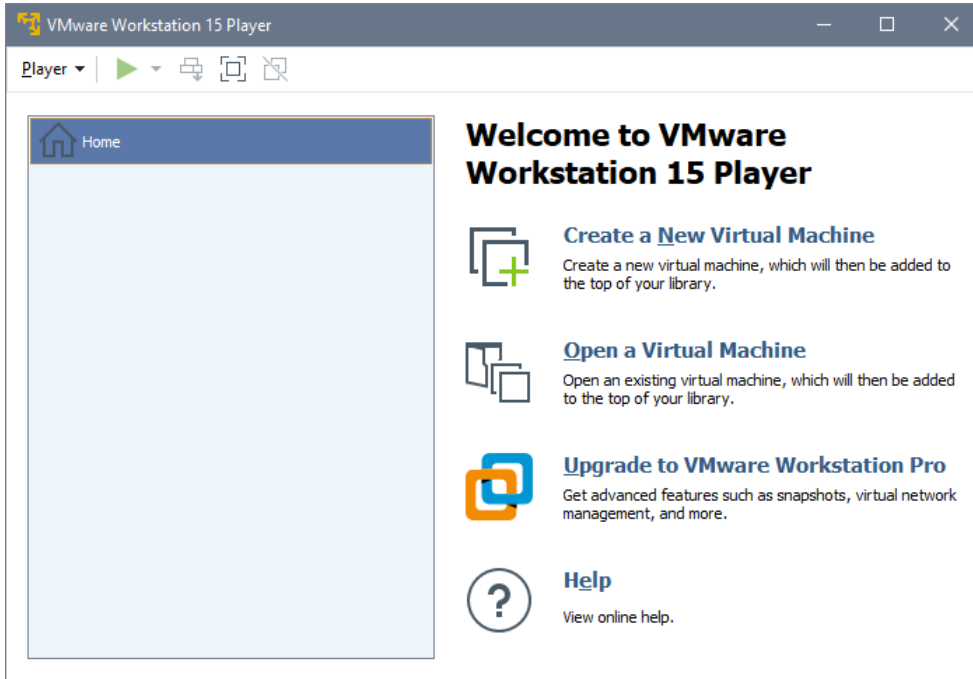 VMware Workstation 15 Player
Player
Home
Welcome to VMware
Workstation 15 Player
Create a New Virtual Machine
Create a new virtual machine, which will then be added to
the top of your library.
Open a Virtual Machine
Open an existing virtual machine, which will then be added
to the top of your library.
Upgrade to VMware Workstation Pro
Get advanced features such as snapshots, virtual network
management, and more.
Help
View online help.